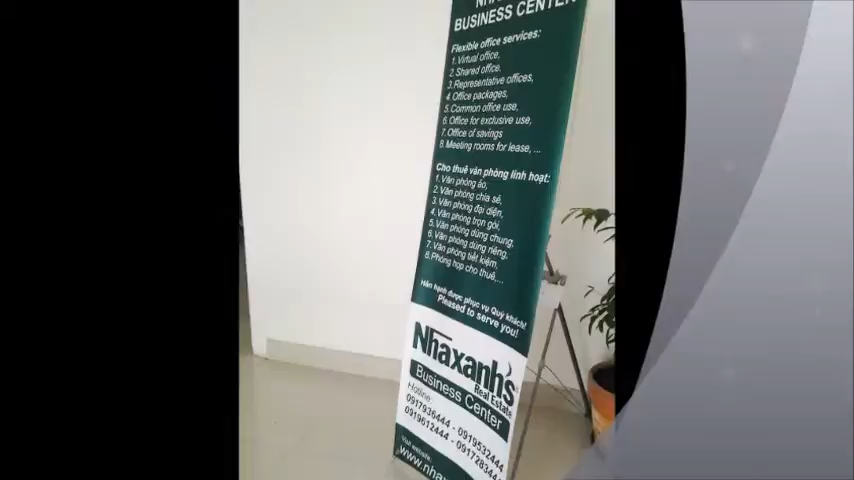 BUSINESS CENTER
Flexible office services:
1. Virtual office,
2. Shared office,
3. Representative offices,
4. Office packages,
5. Common office use,
6. Office for exclusive use,
7. Office of savings
8. Meeting rooms for lease, ...
Cho thuê văn phòng linh hoạt:
1. Văn phòng ảo,
2. Văn phòng chia sẻ,
3. Văn phòng đại diện,
4. Văn phòng trọn gói,
5. Văn phòng dùng chung,
6. Văn phòng dùng riêng,
7. Văn phòng tiết kiệm,
8. Phòng họp cho thuê,...
Hân hạnh được phục vụ Quý khách!
Pleased to serve you!
Nhaxanh's
Real Estate
Business Center
Hotline:
0917936444 - 0919532444
0919612444 - 0917283444
Visit website: